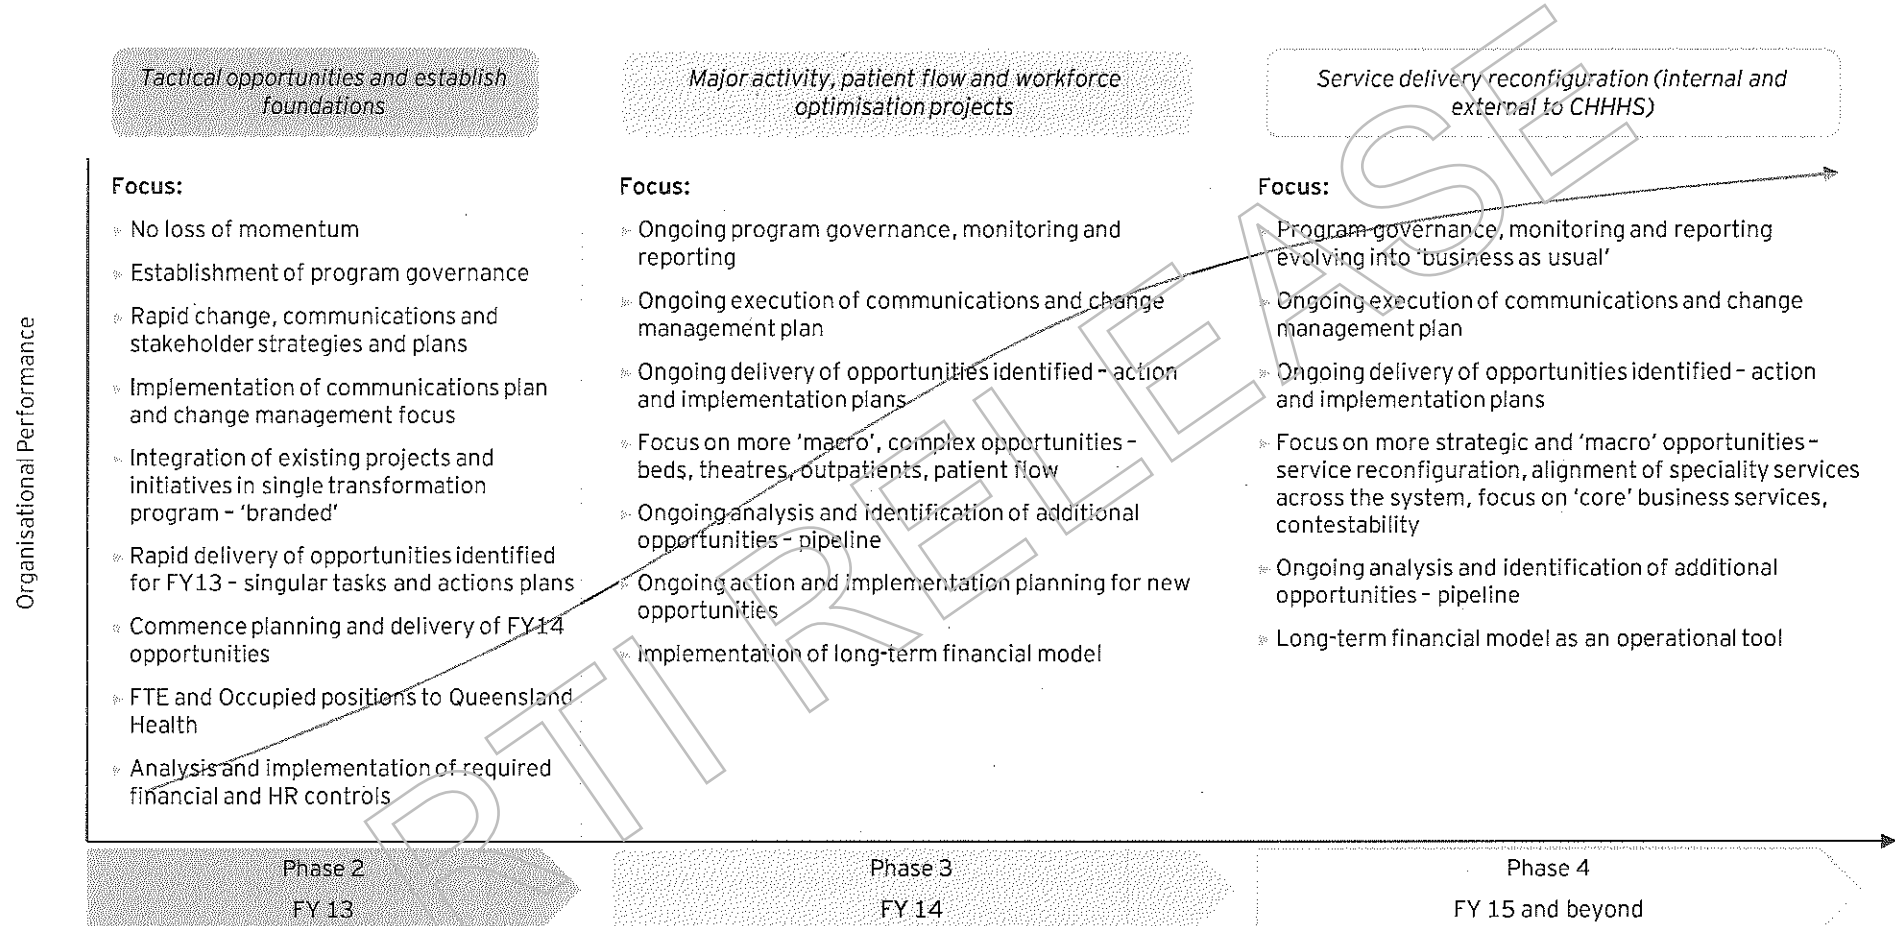 Tactical opportunities and establish
foundations
Major activity, patient flow and workforce
optimisation projects
Service delivery reconfiguration (internal and
external to CHHHS)
Organisational Performance
Focus:
No loss of momentum
Establishment of program governance
Rapid change, communications and
stakeholder strategies and plans
Implementation of communications plan
and change management focus
Integration of existing projects and
initiatives in single transformation
program – ‘branded’
Rapid delivery of opportunities identified
for FY13 – singular tasks and actions plans
Commence planning and delivery of FY14
opportunities
FTE and Occupied positions to Queensland
Health
Analysis and implementation of required
financial and HR controls
Focus:
Ongoing program governance, monitoring and
reporting
Ongoing execution of communications and change
management plan
Ongoing delivery of opportunities identified – action
and implementation plans
Focus on more ‘macro’, complex opportunities –
beds, theatres, outpatients, patient flow
Ongoing analysis and identification of additional
opportunities – pipeline
Ongoing action and implementation planning for new
opportunities
Implementation of long-term financial model
Focus:
Program governance, monitoring and reporting
evolving into ‘business as usual’
Ongoing execution of communications and change
management plan
Ongoing delivery of opportunities identified – action
and implementation plans
Focus on more strategic and ‘macro’ opportunities –
service reconfiguration, alignment of speciality services
across the system, focus on ‘core’ business services,
contestability
Ongoing analysis and identification of additional
opportunities – pipeline
Long-term financial model as an operational tool
Phase 2
FY 13
Phase 3
FY 14
Phase 4
FY 15 and beyond
RTI RELEASE